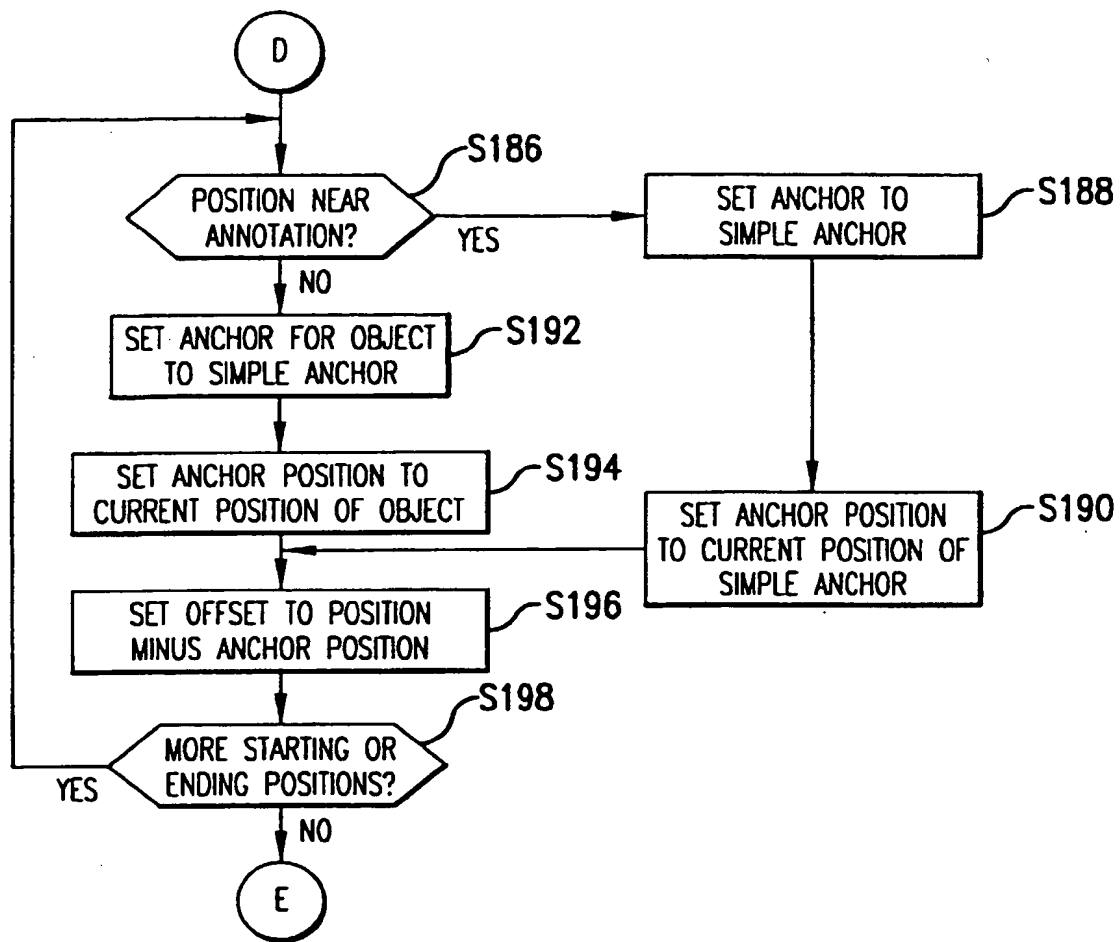 D
S186
POSITION NEAR
ANNOTATION?
YES
NO
SET ANCHOR TO
SIMPLE ANCHOR
S188
SET ANCHOR FOR OBJECT
TO SIMPLE ANCHOR
S192
SET ANCHOR POSITION TO
CURRENT POSITION OF OBJECT
S194
SET ANCHOR POSITION
TO CURRENT POSITION OF
SIMPLE ANCHOR
S190
SET OFFSET TO POSITION
MINUS ANCHOR POSITION
S196
S198
MORE STARTING OR
ENDING POSITIONS?
YES
NO
E